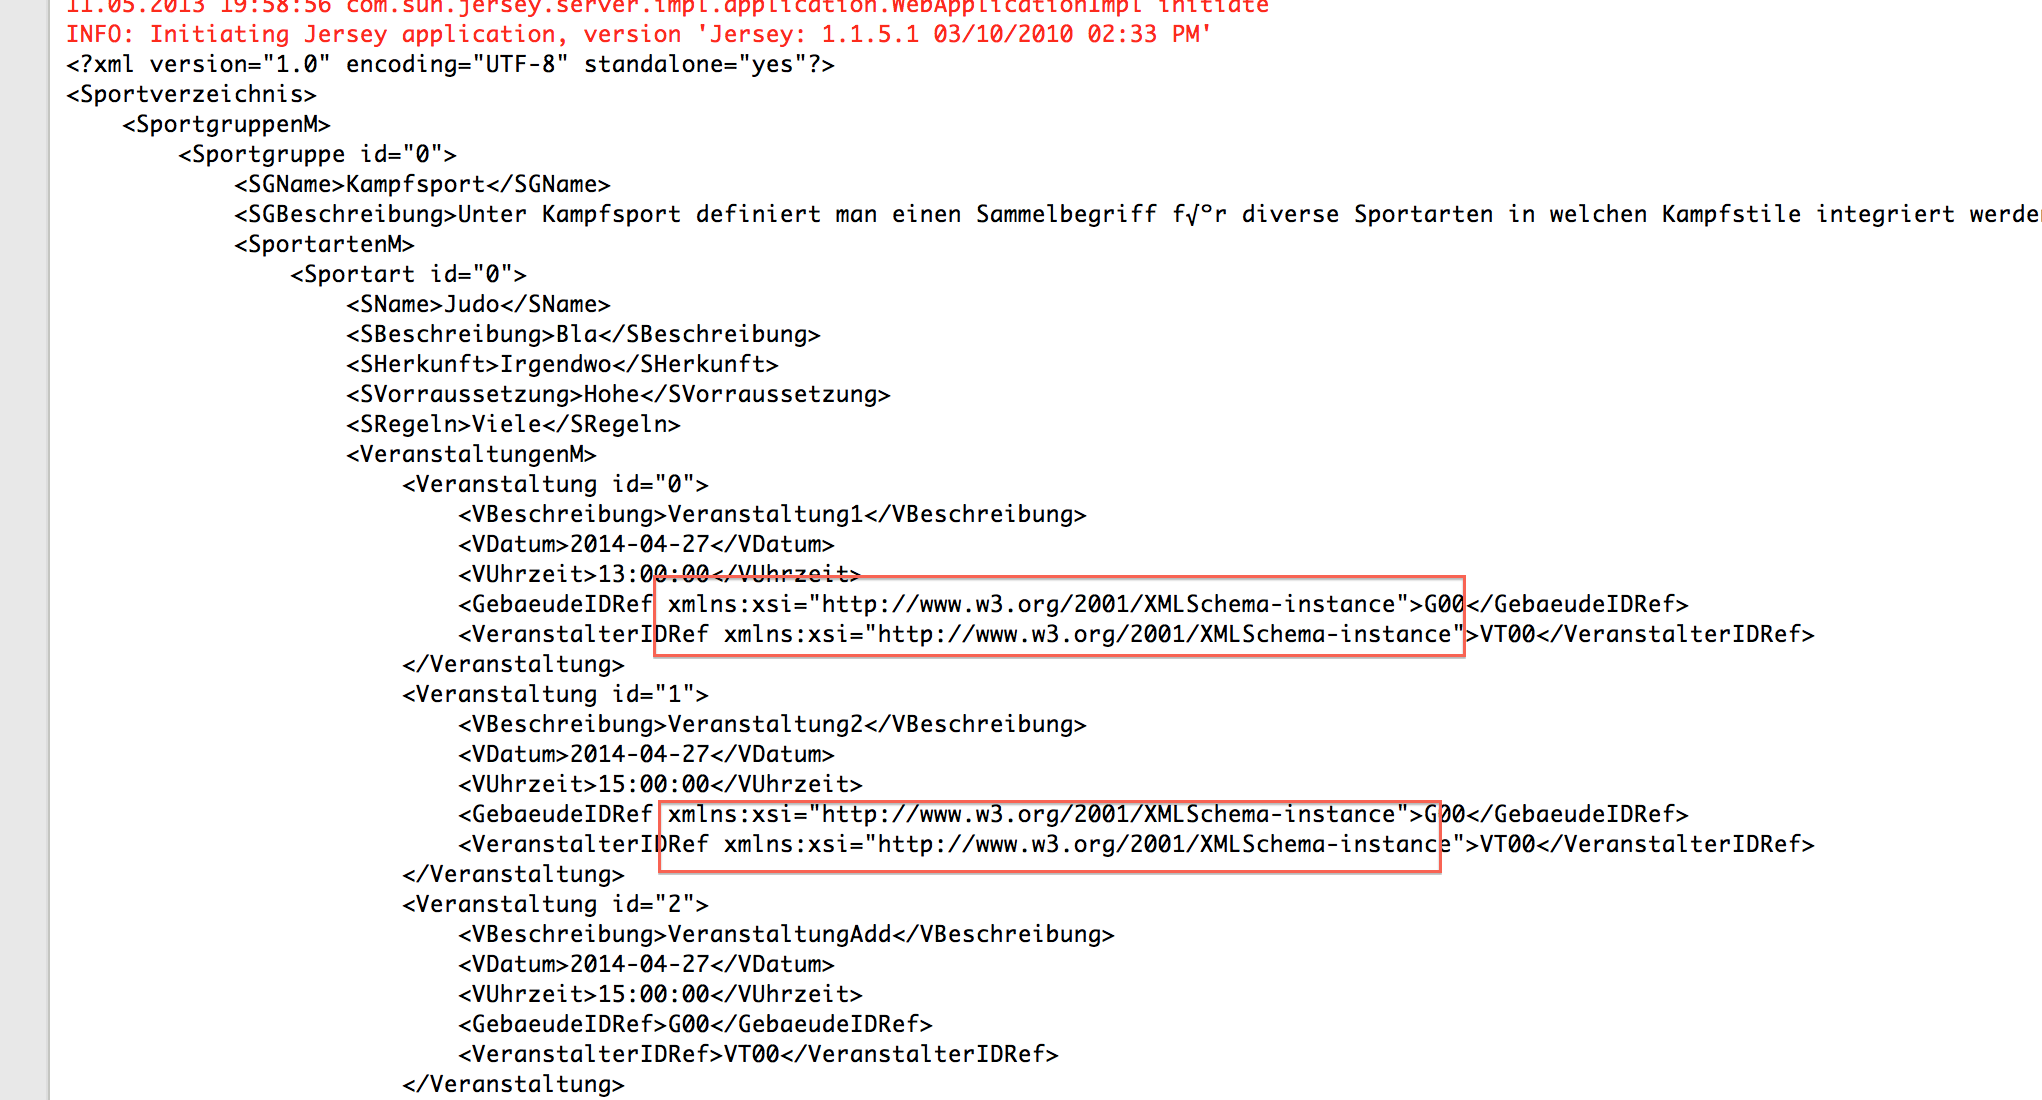 11.05.2013 19:58:56 com.sun.jersey.server.impl.application.WebApplicationImpl initiate
INFO: Initiating Jersey application, version 'Jersey: 1.1.5.1 03/10/2010 02:33 PM'
<?xml version="1.0" encoding="UTF-8" standalone="yes"?>
<Sportverzeichnis>
<SportgruppenM>
<Sportgruppe id="0">
<SGName>Kampfsport</SGName>
<SGBeschreibung>Unter Kampfsport definiert man einen Sammelbegriff f√ºr diverse Sportarten in welchen Kampfstile integriert werde
<SportartenM>
<Sportart id="0">
<SName>Judo</SName>
<SBeschreibung>Bla</SBeschreibung>
<SHerkunft>Irgendwo</SHerkunft>
<SVorraussetzung>Hohe</SVorraussetzung>
<SRegeln>Viele</SRegeln>
<VeranstaltungenM>
<Veranstaltung id="0">
<VBeschreibung>Veranstaltung1</VBeschreibung>
<VDatum>2014-04-27</VDatum>
<VUhrzeit>13:00:00</VUhrzeit>
<GebaeudeIDRef xmlns:xsi="http://www.w3.org/2001/XMLSchema-instance">G00</GebaeudeIDRef>
<VeranstalterIDRef xmlns:xsi="http://www.w3.org/2001/XMLSchema-instance">VT00</VeranstalterIDRef>
</Veranstaltung>
<Veranstaltung id="1">
<VBeschreibung>Veranstaltung2</VBeschreibung>
<VDatum>2014-04-27</VDatum>
<VUhrzeit>15:00:00</VUhrzeit>
<GebaeudeIDRef xmlns:xsi="http://www.w3.org/2001/XMLSchema-instance">G00</GebaeudeIDRef>
<VeranstalterIDRef xmlns:xsi="http://www.w3.org/2001/XMLSchema-instance">VT00</VeranstalterIDRef>
</Veranstaltung>
<Veranstaltung id="2">
<VBeschreibung>VeranstaltungAdd</VBeschreibung>
<VDatum>2014-04-27</VDatum>
<VUhrzeit>15:00:00</VUhrzeit>
<GebaeudeIDRef>G00</GebaeudeIDRef>
<VeranstalterIDRef>VT00</VeranstalterIDRef>
</Veranstaltung>